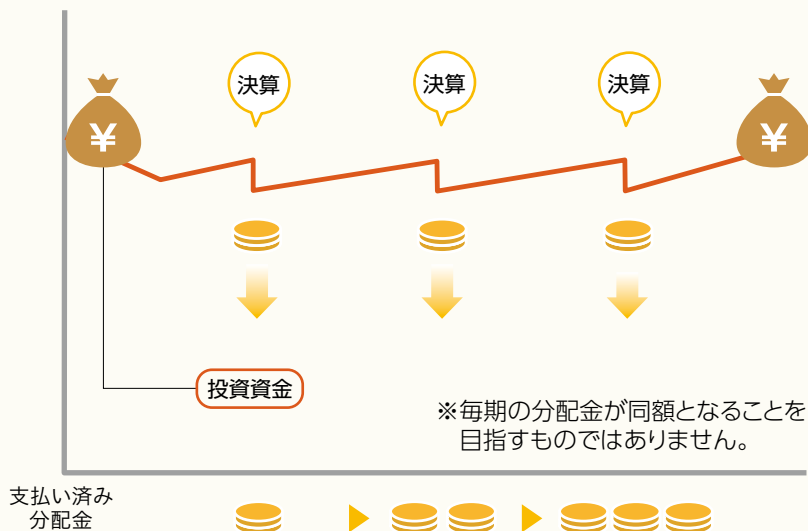 決算
決算
決算
¥
¥
投資資金
※毎期の分配金が同額となることを
目指すものではありません。
支払い済み
分配金